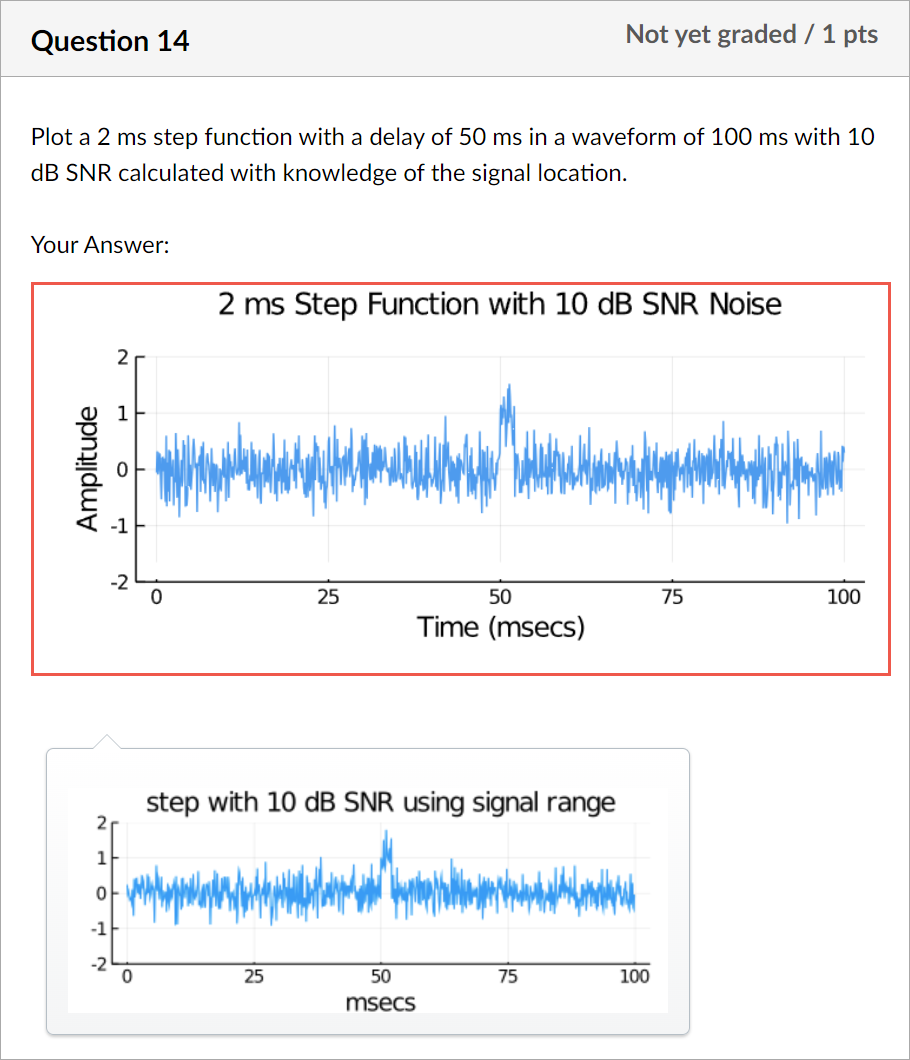 Question 14
Not yet graded / 1 pts
Plot a 2 ms step function with a delay of 50 ms in a waveform of 100 ms with 10
dB SNR calculated with knowledge of the signal location.
Your Answer:
2 ms Step Function with 10 dB SNR Noise
2
1
0
-1
-2
Amplitude
0 25 50 75 100
Time (msecs)
step with 10 dB SNR using signal range
2
1
0
-1
-2
0 25 50 75 100
msecs